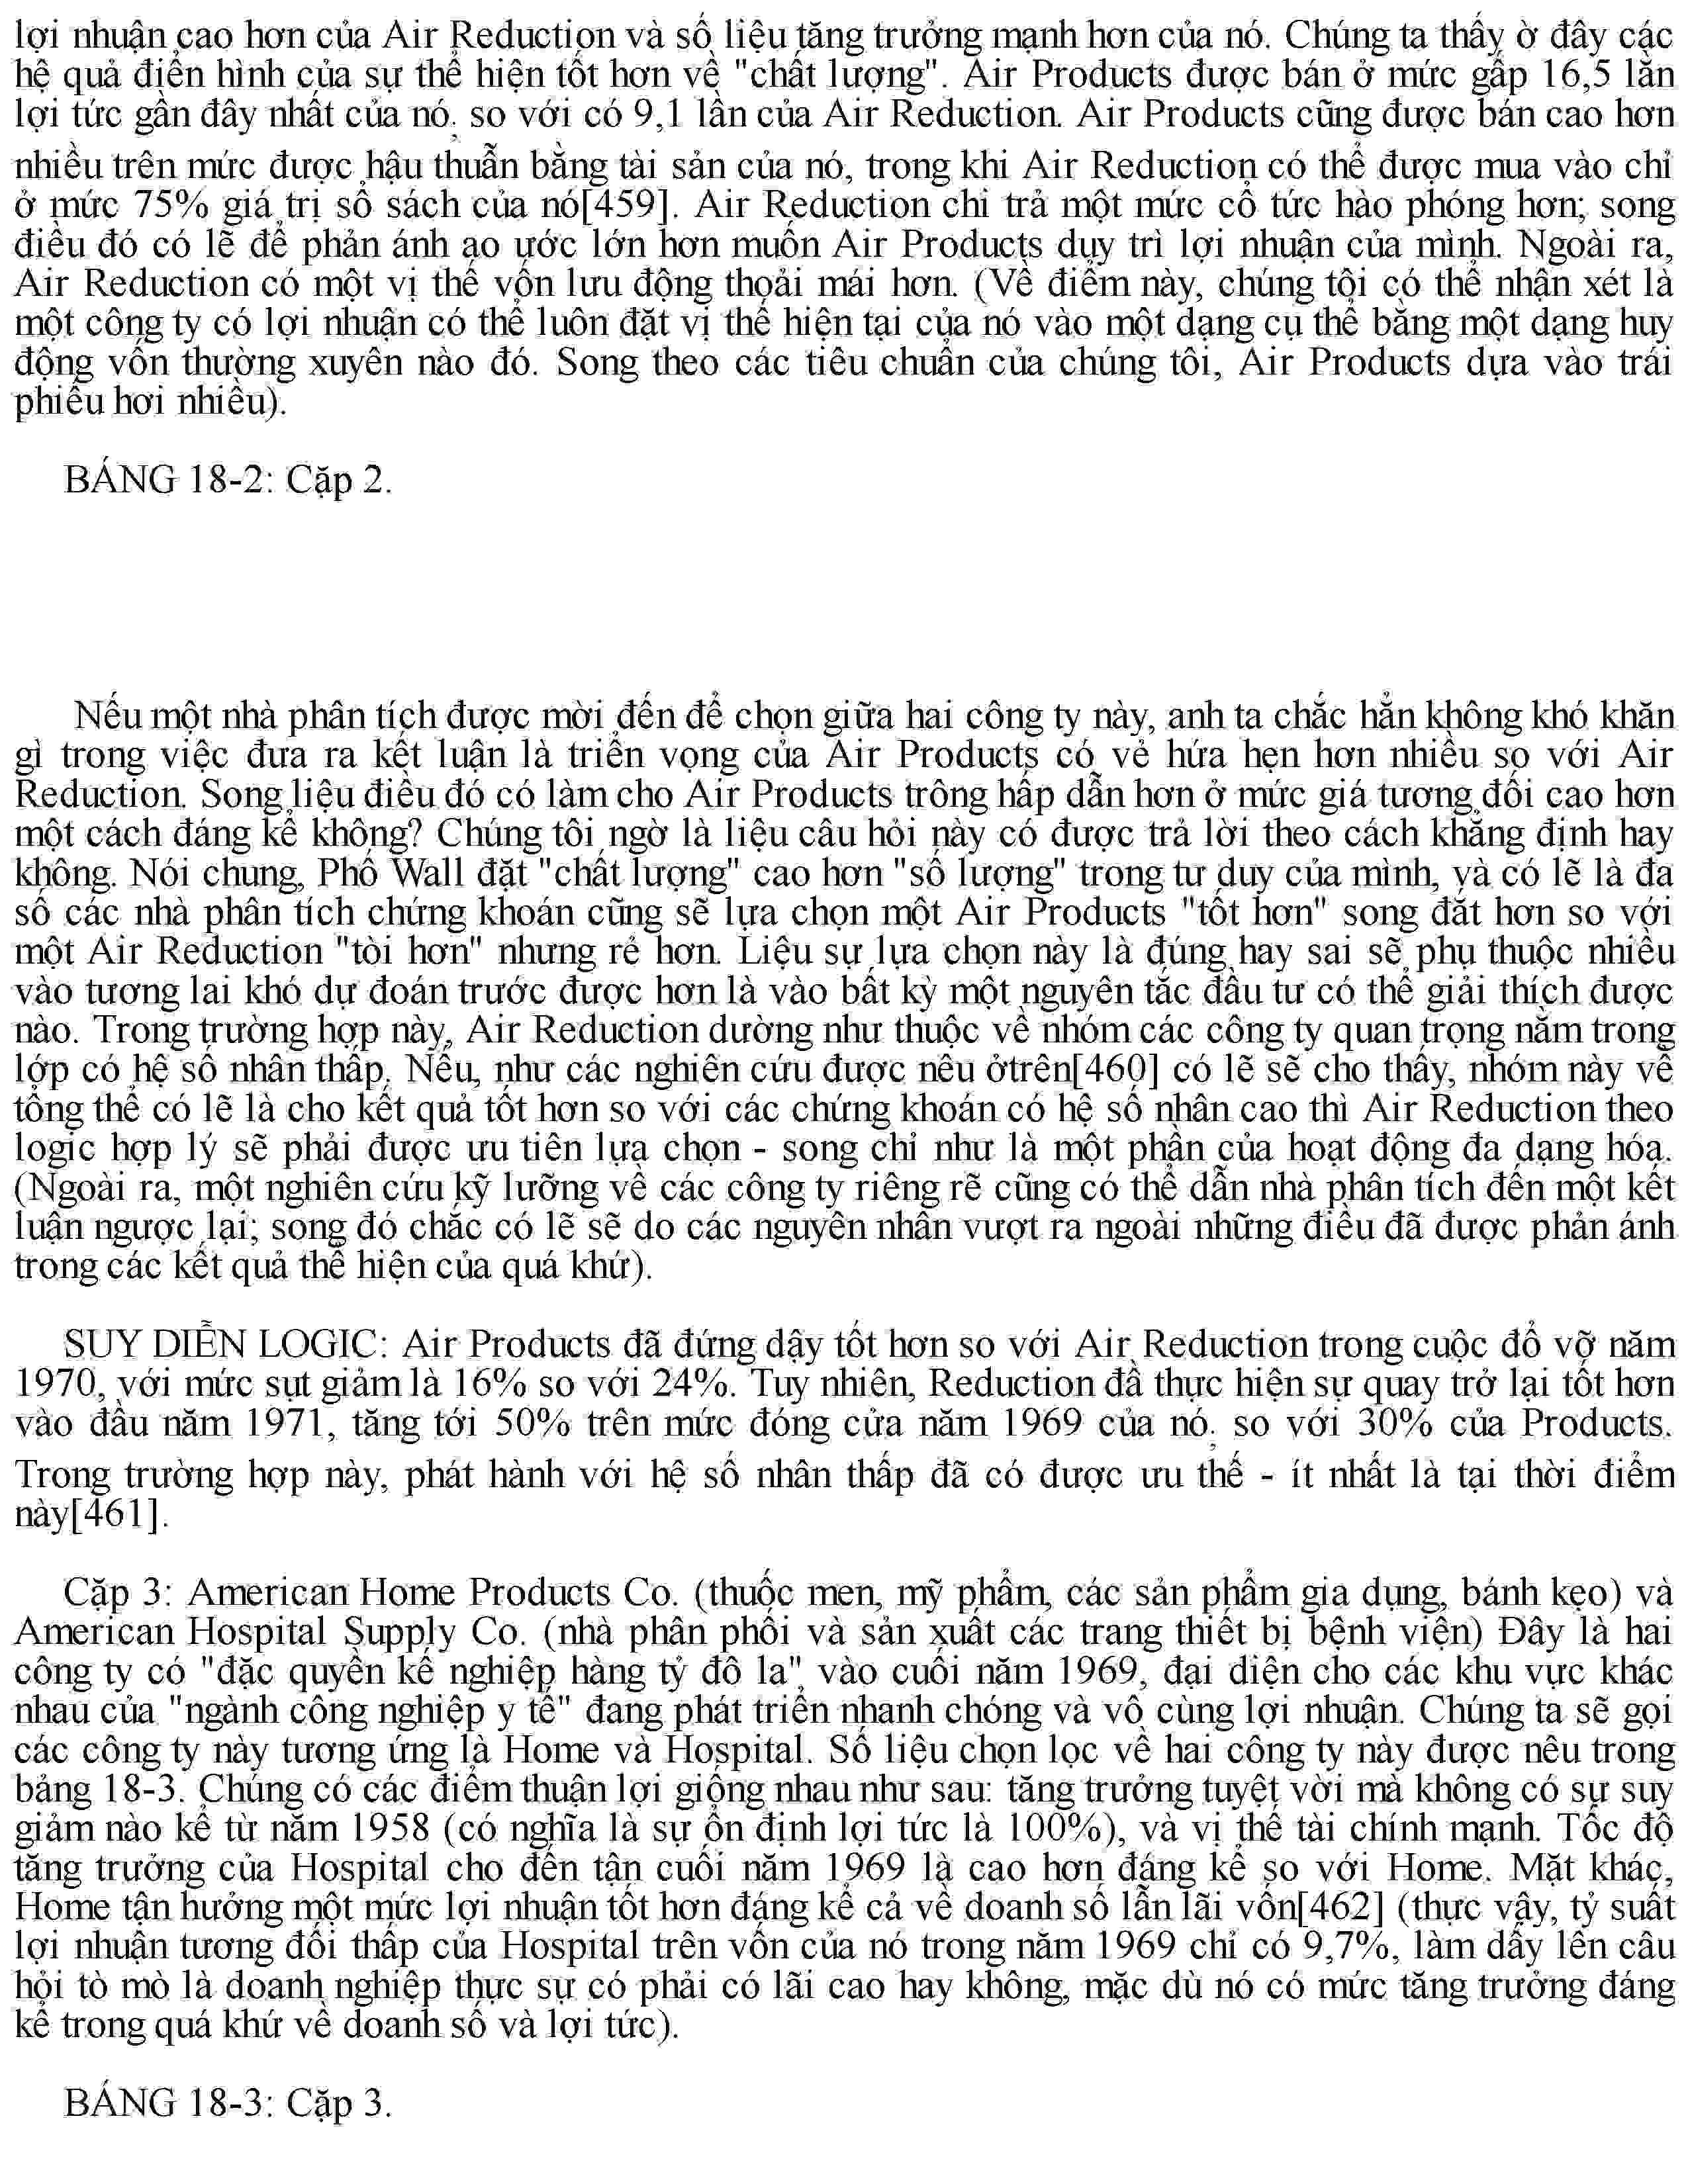 lợi nhuận cao hơn của Air Reduction và số liệu tăng trưởng mạnh hơn của nó. Chúng ta thấy ở đây các
hệ quả điển hình của sự thể hiện tốt hơn về "chất lượng". Air Products được bán ở mức gấp 16,5 lần
lợi tức gần đây nhất của nó, so với có 9,1 lần của Air Reduction. Air Products cũng được bán cao hơn
nhiều trên mức được hậu thuẫn bằng tài sản của nó, trong khi Air Reduction có thể được mua vào chỉ
ở mức 75% giá trị sổ sách của nó[459]. Air Reduction chi trả một mức cổ tức hào phóng hơn; song
điều đó có lẽ để phản ánh ao ước lớn hơn muốn Air Products duy trì lợi nhuận của mình. Ngoài ra,
Air Reduction có một vị thế vốn lưu động thoải mái hơn. (Về điểm này, chúng tôi có thể nhận xét là
một công ty có lợi nhuận có thể luôn đặt vị thế hiện tại của nó vào một dạng cụ thể bằng một dạng huy
động vốn thường xuyên nào đó. Song theo các tiêu chuẩn của chúng tôi, Air Products dựa vào trái
phiếu hơi nhiều).
BẢNG 18-2: Cặp 2.
Nếu một nhà phân tích được mời đến để chọn giữa hai công ty này, anh ta chắc hẳn không khó khăn
gì trong việc đưa ra kết luận là triển vọng của Air Products có vẻ hứa hẹn hơn nhiều so với Air
Reduction. Song liệu điều đó có làm cho Air Products trông hấp dẫn hơn ở mức giá tương đối cao hơn
một cách đáng kể không? Chúng tôi ngờ là liệu câu hỏi này có được trả lời theo cách khẳng định hay
không. Nói chung, Phố Wall đặt "chất lượng" cao hơn "số lượng" trong tư duy của mình, và có lẽ là đa
số các nhà phân tích chứng khoán cũng sẽ lựa chọn một Air Products "tốt hơn" song đắt hơn so với
một Air Reduction "tồi hơn" nhưng rẻ hơn. Liệu sự lựa chọn này là đúng hay sai sẽ phụ thuộc nhiều
vào tương lai khó dự đoán trước được hơn là vào bất kỳ một nguyên tắc đầu tư có thể giải thích được
nào. Trong trường hợp này, Air Reduction dường như thuộc về nhóm các công ty quan trọng nằm trong
lớp có hệ số nhân thấp. Nếu, như các nghiên cứu được nêu ởtrên[460] có lẽ sẽ cho thấy, nhóm này về
tổng thể có lẽ là cho kết quả tốt hơn so với các chứng khoán có hệ số nhân cao thì Air Reduction theo
logic hợp lý sẽ phải được ưu tiên lựa chọn - song chỉ như là một phần của hoạt động đa dạng hóa.
(Ngoài ra, một nghiên cứu kỹ lưỡng về các công ty riêng rẽ cũng có thể dẫn nhà phân tích đến một kết
luận ngược lại; song đó chắc có lẽ sẽ do các nguyên nhân vượt ra ngoài những điều đã được phản ánh
trong các kết quả thể hiện của quá khứ).
SUY DIỄN LOGIC: Air Products đã đứng dậy tốt hơn so với Air Reduction trong cuộc đổ vỡ năm
1970, với mức sụt giảm là 16% so với 24%. Tuy nhiên, Reduction đã thực hiện sự quay trở lại tốt hơn
vào đầu năm 1971, tăng tới 50% trên mức đóng cửa năm 1969 của nó, so với 30% của Products.
Trong trường hợp này, phát hành với hệ số nhân thấp đã có được ưu thế - ít nhất là tại thời điểm
này[461].
Cặp 3: American Home Products Co. (thuốc men, mỹ phẩm, các sản phẩm gia dụng, bánh kẹo) và
American Hospital Supply Co. (nhà phân phối và sản xuất các trang thiết bị bệnh viện) Đây là hai
công ty có "đặc quyền kế nghiệp hàng tỷ đô la" vào cuối năm 1969, đại diện cho các khu vực khác
nhau của "ngành công nghiệp y tế" đang phát triển nhanh chóng và vô cùng lợi nhuận. Chúng ta sẽ gọi
các công ty này tương ứng là Home và Hospital. Số liệu chọn lọc về hai công ty này được nêu trong
bảng 18-3. Chúng có các điểm thuận lợi giống nhau như sau: tăng trưởng tuyệt vời mà không có sự suy
giảm nào kể từ năm 1958 (có nghĩa là sự ổn định lợi tức là 100%), và vị thế tài chính mạnh. Tốc độ
tăng trưởng của Hospital cho đến tận cuối năm 1969 là cao hơn đáng kể so với Home. Mặt khác,
Home tận hưởng một mức lợi nhuận tốt hơn đáng kể cả về doanh số lẫn lãi vốn[462] (thực vậy, tỷ suất
lợi nhuận tương đối thấp của Hospital trên vốn của nó trong năm 1969 chỉ có 9,7%, làm dấy lên câu
hỏi tò mò là doanh nghiệp thực sự có phải có lãi cao hay không, mặc dù nó có mức tăng trưởng đáng
kể trong quá khứ về doanh số và lợi tức).
BẢNG 18-3: Cặp 3.